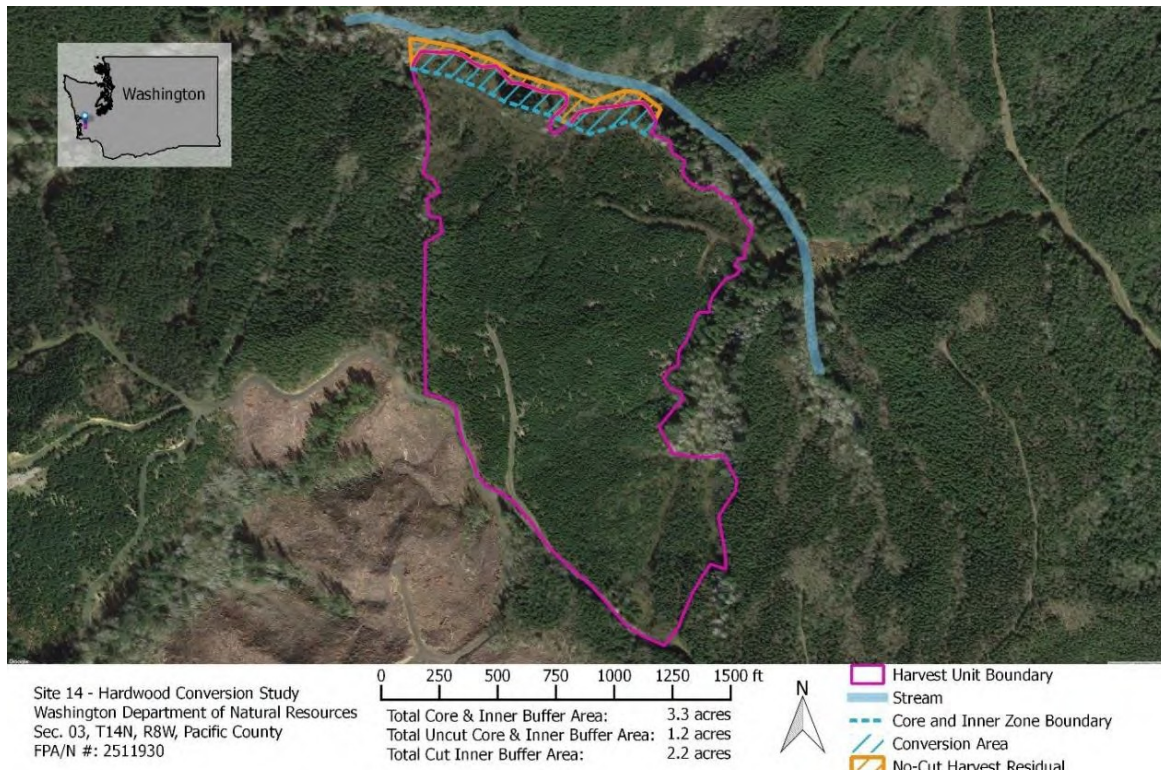 Washington
Google
Site 14 - Hardwood Conversion Study
Washington Department of Natural Resources
Sec. 03, T14N, R8W, Pacific County
FPA/N #: 2511930
0 250 500 750 1000 1250 1500 ft
Total Core & Inner Buffer Area: 3.3 acres
Total Uncut Core & Inner Buffer Area: 1.2 acres
Total Cut Inner Buffer Area: 2.2 acres
N
Harvest Unit Boundary
Stream
Core and Inner Zone Boundary
Conversion Area
No-Cut Harvest Residual